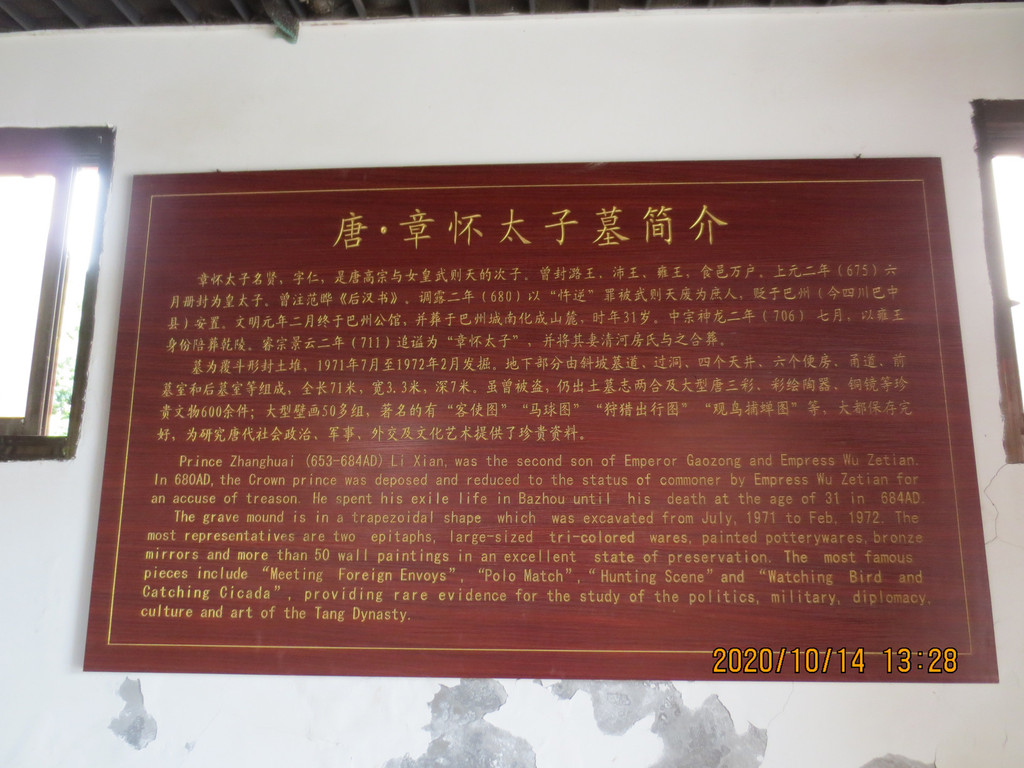 唐·章怀太子墓简介
章怀太子名贤，字仁，是唐高宗与女皇武则天的次子。曾封潞王、沛王、雍王，食邑万户。上元二年（675）六
月册封为皇太子。曾注范晔《后汉书》。调露二年（680）以“忤逆”罪被武则天废为庶人，贬于巴州（今四川巴中
县）安置。文明元年二月终于巴州公馆，并葬于巴州城南化成山麓，时年31岁。中宗神龙二年（706）七月，以雍王
身份陪葬乾陵。睿宗景云二年（711）追谥为“章怀太子”，并将其妻清河房氏与之合葬。
墓为覆斗形封土堆，1971年7月至1972年2月发掘。地下部分由斜坡墓道、过洞、四个天井、六个便房、甬道、前
墓室和后墓室等组成，全长71米，宽3.3米，深7米。虽曾被盗，仍出土墓志两合及大型唐三彩、彩绘陶器、铜镜等珍
贵文物600余件；大型壁画50多组，著名的有“客使图”“马球图”“狩猎出行图”“观鸟捕蝉图”等，大都保存完
好，为研究唐代社会政治、军事、外交及文化艺术提供了珍贵资料。
Prince Zhanghuai (653-684AD) Li Xian, was the second son of Emperor Gaozong and Empress Wu Zetian.
In 680AD, the Crown prince was deposed and reduced to the status of commoner by Empress Wu Zetian for
an accuse of treason. He spent his exile life in Bazhou until his death at the age of 31 in 684AD.
The grave mound is in a trapezoidal shape which was excavated from July, 1971 to Feb, 1972. The
most representatives are two epitaphs, large-sized tri-colored wares, painted potterywares, bronze
mirrors and more than 50 wall paintings in an excellent state of preservation. The most famous
pieces include “Meeting Foreign Envoys”, “Polo Match”, “Hunting Scene” and “Watching Bird and
Catching Cicada”, providing rare evidence for the study of the politics, military, diplomacy,
culture and art of the Tang Dynasty.
2020/10/14 13:28